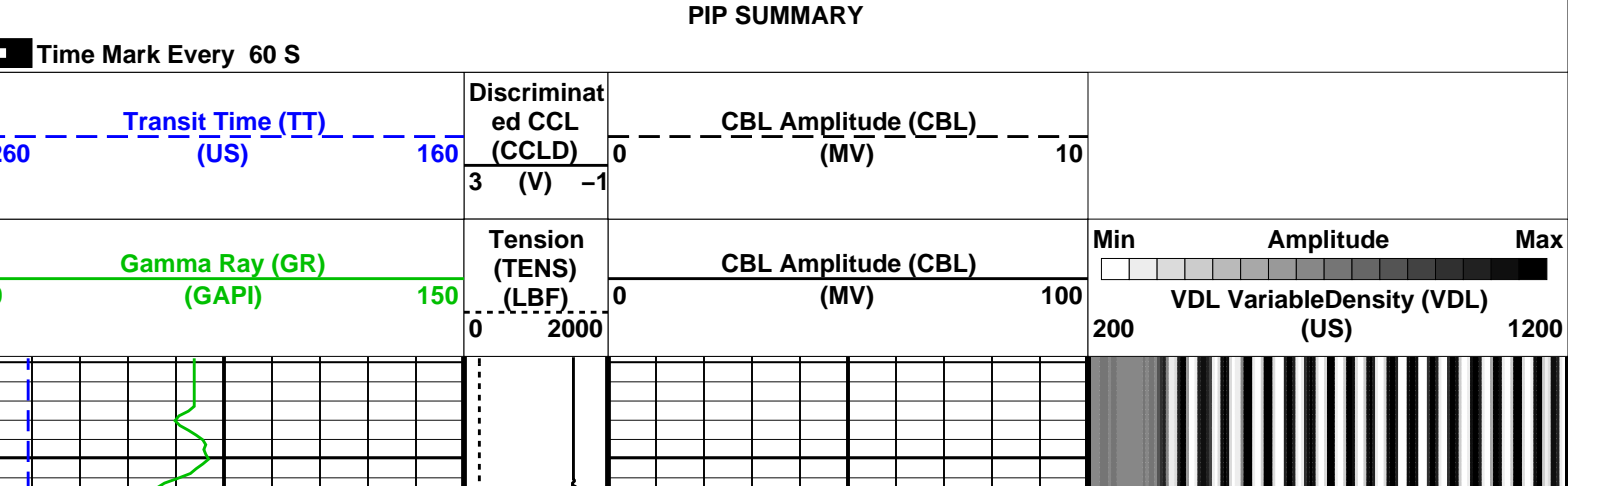 PIP SUMMARY
Time Mark Every 60 S
Transit Time (TT)
(US)
260 160
Discriminat
ed CCL
(CCLD)
3 (V) −1
CBL Amplitude (CBL)
0 (MV) 10
Gamma Ray (GR)
(GAPI) 150
Tension
(TENS)
(LBF)
0 2000
CBL Amplitude (CBL)
0 (MV) 100
Min Amplitude Max
VDL VariableDensity (VDL)
200 (US) 1200